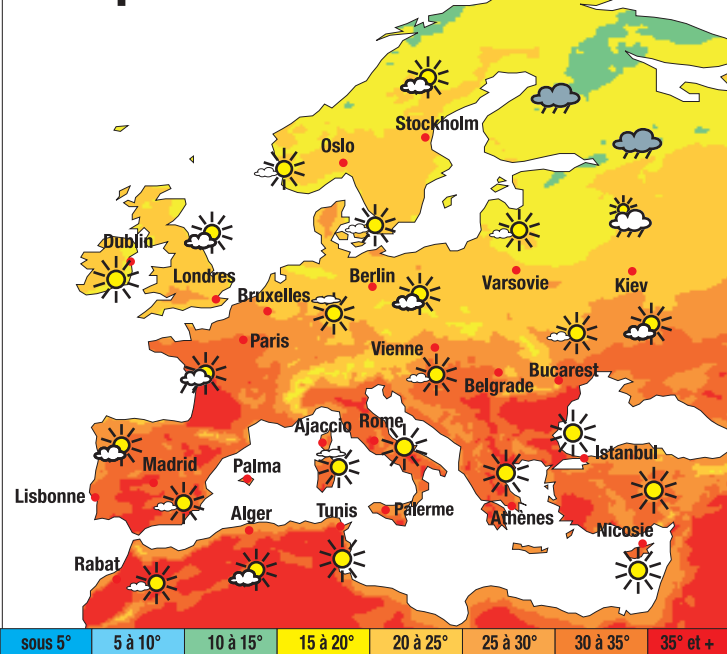 Stockholm
Oslo
Dublin
Londres
Berlin
Varsovie
Kiev
Bruxelles
Paris
Vienne
Bucarest
Belgrade
Ajaccio
Rome
Istanbul
Madrid
Palma
Lisbonne
Alger
Tunis
Palerme
Athènes
Nicosie
Rabat
sous 5° 5 à 10° 10 à 15° 15 à 20° 20 à 25° 25 à 30° 30 à 35° 35° et +